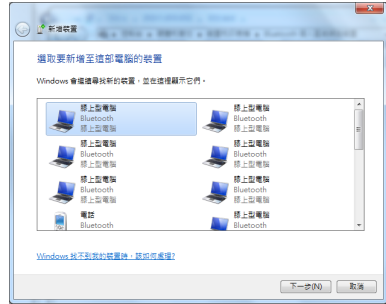 新增裝置
選取要新增至這部電腦的裝置
Windows 會繼續尋找新的裝置，並在這裡顯示它們。
膝上型電腦
Bluetooth
膝上型電腦
膝上型電腦
Bluetooth
膝上型電腦
膝上型電腦
Bluetooth
膝上型電腦
膝上型電腦
Bluetooth
膝上型電腦
膝上型電腦
Bluetooth
膝上型電腦
膝上型電腦
Bluetooth
膝上型電腦
電話
Bluetooth
膝上型電腦
Bluetooth
Windows 找不到我的裝置時，該如何處理?
下一步(N)
取消